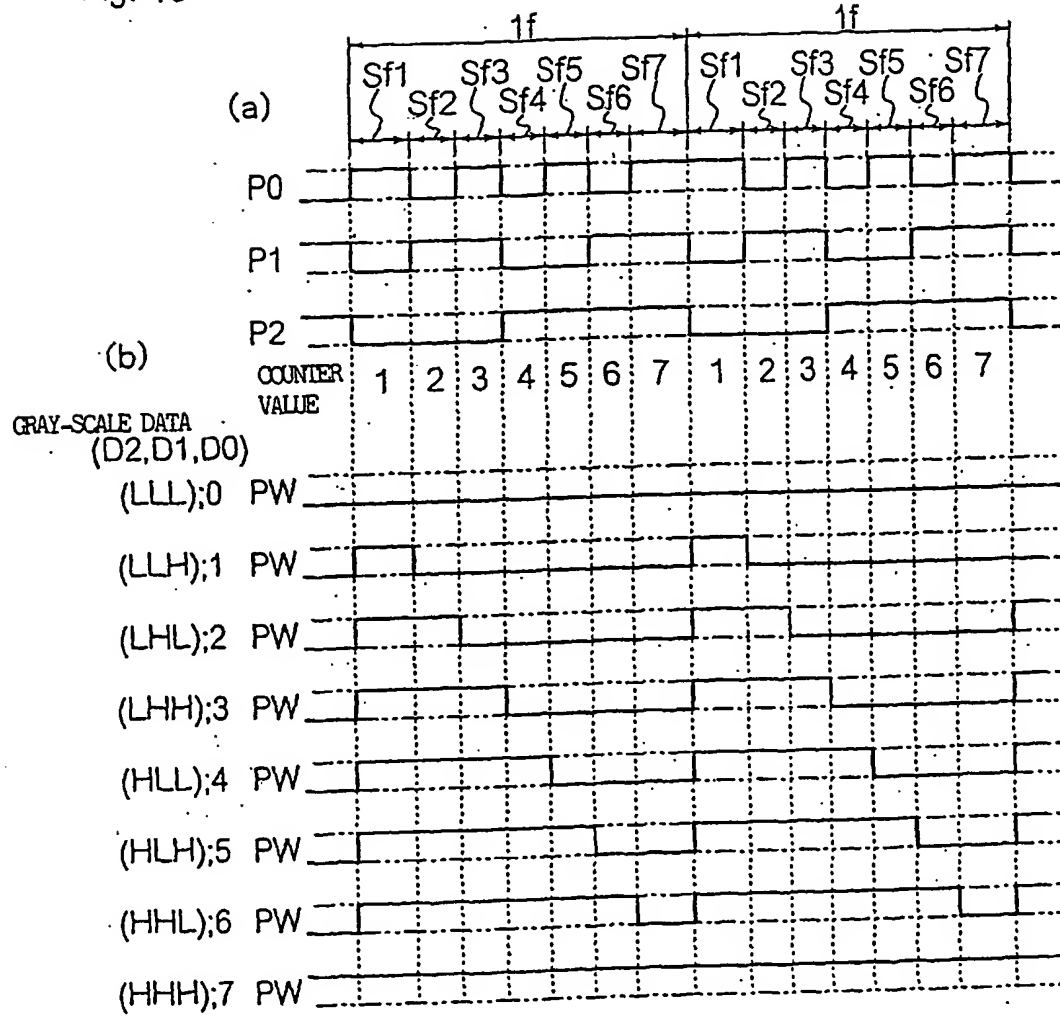 1f 1f
Sf1 Sf3 Sf5 Sf7 Sf1 Sf3 Sf5 Sf7
(a) Sf2 Sf4 Sf6 Sf2 Sf4 Sf6
P0
P1
P2
(b)
COUNTER VALUE 1 2 3 4 5 6 7 1 2 3 4 5 6 7
GRAY-SCALE DATA
(D2,D1,D0)
(LLL);0 PW
(LLH);1 PW
(LHL);2 PW
(LHH);3 PW
(HLL);4 PW
(HLH);5 PW
(HHL);6 PW
(HHH);7 PW